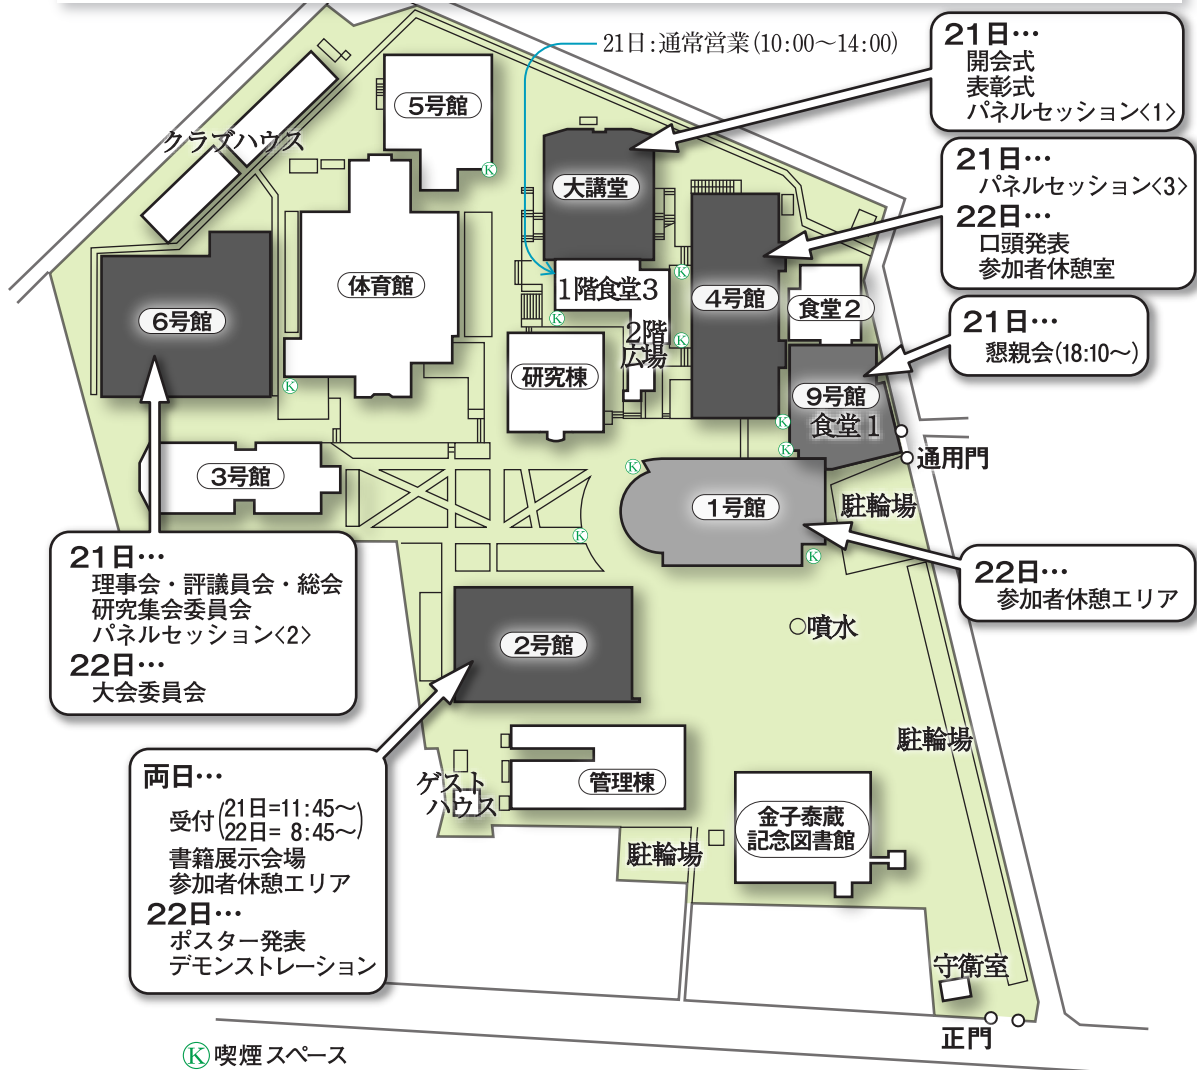 21日:通常営業(10:00〜14:00)
21日…
開会式
表彰式
パネルセッション<1>
21日…
パネルセッション<3>
22日…
口頭発表
参加者休憩室
21日…
懇親会(18:10〜)
クラブハウス
5号館
大講堂
体育館
1階食堂3
4号館
食堂2
6号館
2階
広場
研究棟
9号館
食堂1
通用門
3号館
1号館
駐輪場
21日…
理事会・評議員会・総会
研究集会委員会
パネルセッション<2>
22日…
大会委員会
22日…
参加者休憩エリア
噴水
2号館
駐輪場
両日…
受付(21日=11:45〜
22日= 8:45〜)
書籍展示会場
参加者休憩エリア
22日…
ポスター発表
デモンストレーション
ゲスト
ハウス
管理棟
金子泰蔵
記念図書館
駐輪場
守衛室
正門
Ⓚ喫煙スペース
Ⓚ
Ⓚ
Ⓚ
Ⓚ
Ⓚ
Ⓚ
Ⓚ
Ⓚ
Ⓚ
Ⓚ